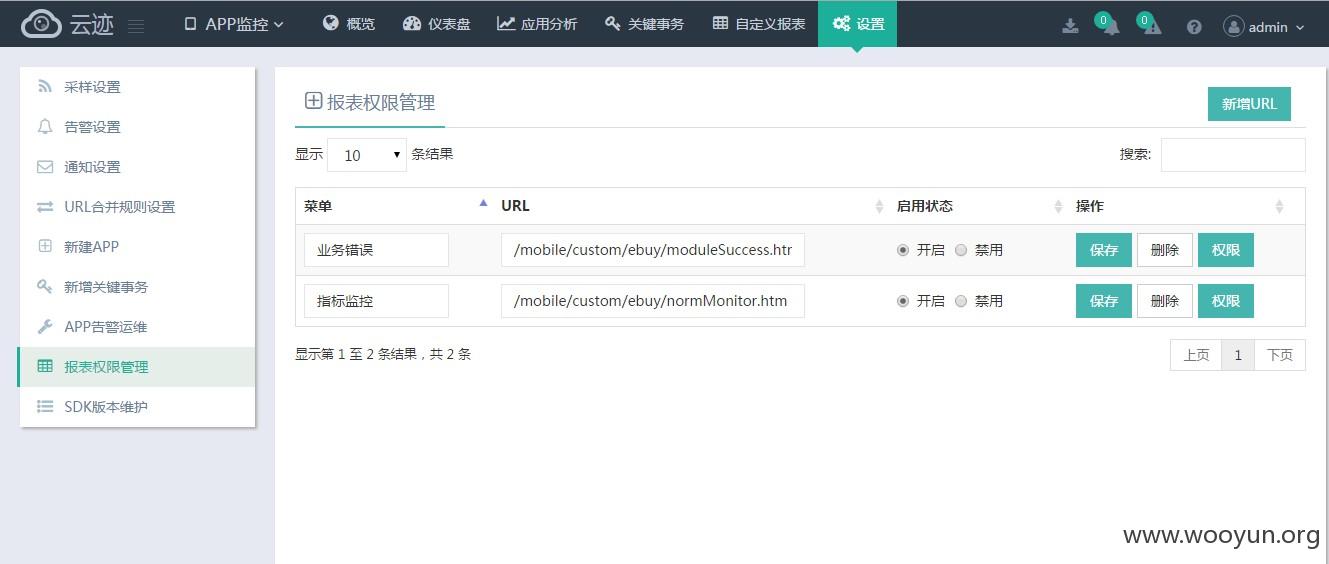 云迹 APP监控 概览 仪表盘 应用分析 关键事务 自定义报表 设置 0 0 admin
采样设置
告警设置
通知设置
URL合并规则设置
新建APP
新增关键事务
APP告警运维
报表权限管理
SDK版本维护
报表权限管理 新增URL
显示 10 条结果 搜索:
菜单 URL 启用状态 操作
业务错误 /mobile/custom/ebuy/moduleSuccess.htr 开启 禁用 保存 删除 权限
指标监控 /mobile/custom/ebuy/normMonitor.htm 开启 禁用 保存 删除 权限
显示第 1 至 2 条结果，共 2 条 上页 1 下页
www.wooyun.org